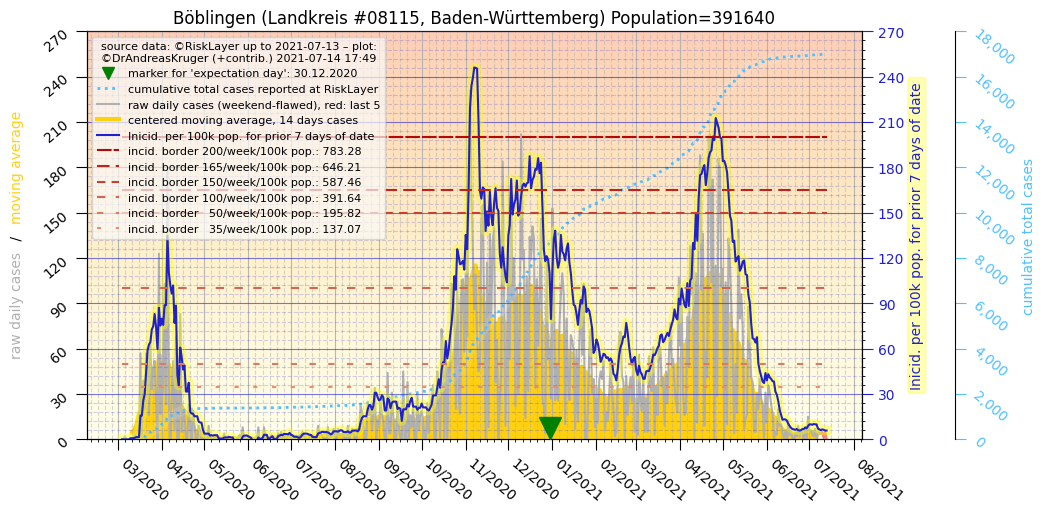 Böblingen (Landkreis #08115, Baden-Württemberg) Population=391640
source data: ©RiskLayer up to 2021-07-13 – plot:
©DrAndreasKruger (+contrib.) 2021-07-14 17:49
marker for 'expectation day': 30.12.2020
cumulative total cases reported at RiskLayer
raw daily cases (weekend-flawed), red: last 5
centered moving average, 14 days cases
Inicid. per 100k pop. for prior 7 days of date
incid. border 200/week/100k pop.: 783.28
incid. border 165/week/100k pop.: 646.21
incid. border 150/week/100k pop.: 587.46
incid. border 100/week/100k pop.: 391.64
incid. border 50/week/100k pop.: 195.82
incid. border 35/week/100k pop.: 137.07
raw daily cases / moving average
270
240
210
180
150
120
90
60
30
0
270
240
210
180
150
120
90
60
30
0
Inicid. per 100k pop. for prior 7 days of date
18,000
16,000
14,000
12,000
10,000
8,000
6,000
4,000
2,000
0
cumulative total cases
03/2020
04/2020
05/2020
06/2020
07/2020
08/2020
09/2020
10/2020
11/2020
12/2020
01/2021
02/2021
03/2021
04/2021
05/2021
06/2021
07/2021
08/2021